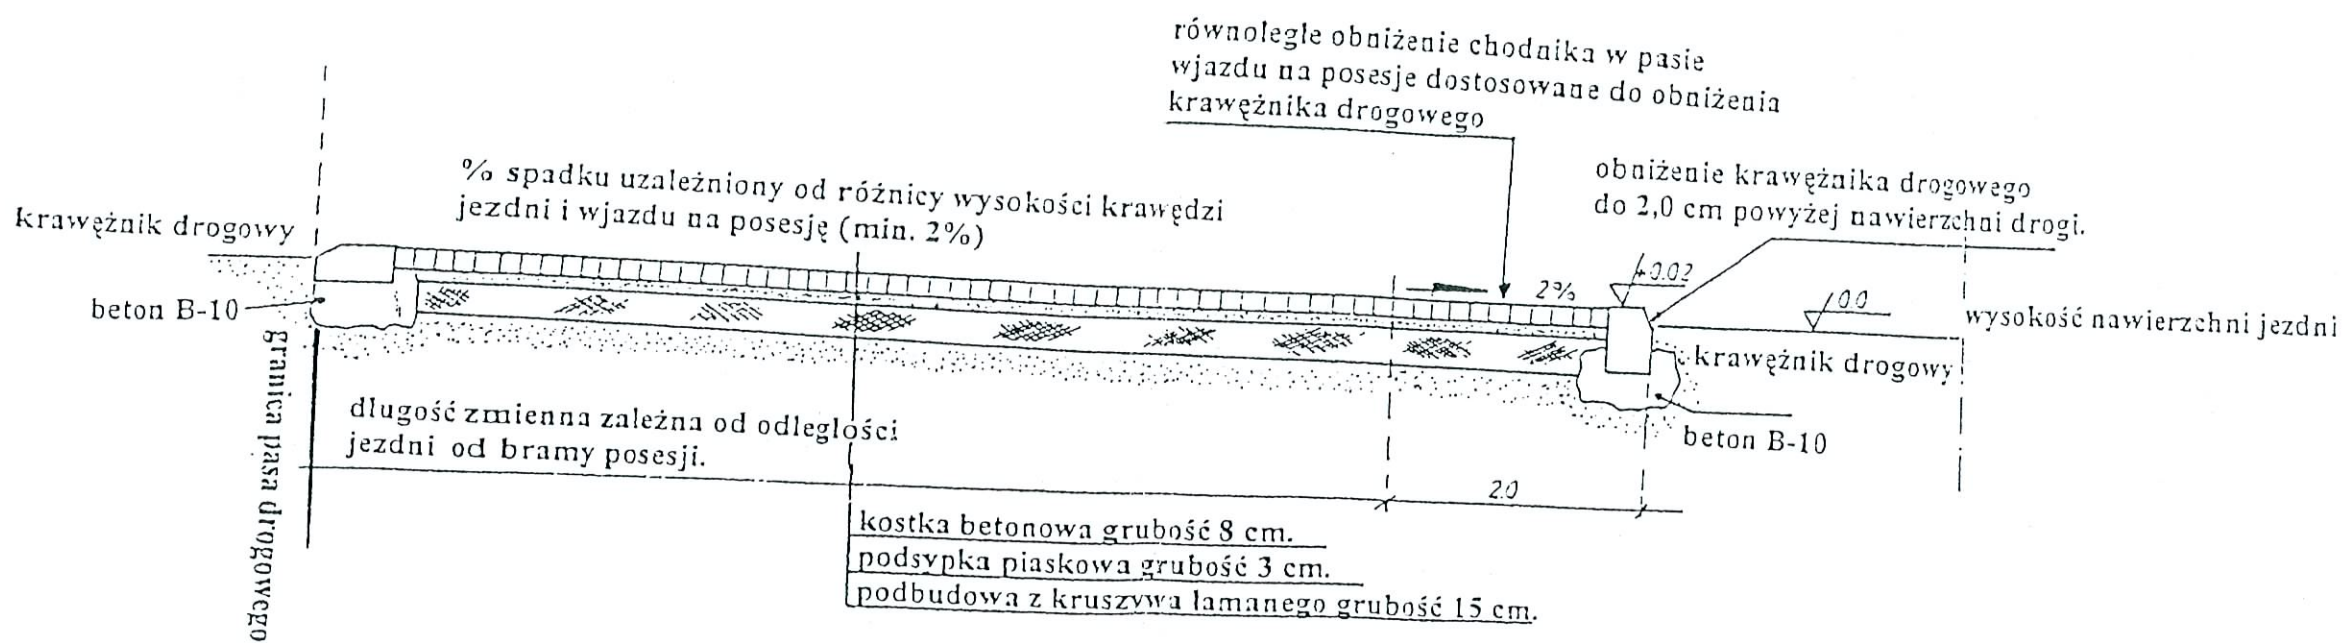 równoległe obniżenie chodnika w pasie
wjazdu na posesje dostosowane do obniżenia
krawężnika drogowego
% spadku uzależniony od różnicy wysokości krawędzi
jezdni i wjazdu na posesję (min. 2%)
obniżenie krawężnika drogowego
do 2,0 cm powyżej nawierzchni drogi.
krawężnik drogowy
beton B-10
granica pasa drogowego
2%
+0.02
0.0
wysokość nawierzchni jezdni
krawężnik drogowy
beton B-10
długość zmienna zależna od odległości
jezdni od bramy posesji.
2.0
kostka betonowa grubość 8 cm.
podsypka piaskowa grubość 3 cm.
podbudowa z kruszywa łamanego grubość 15 cm.